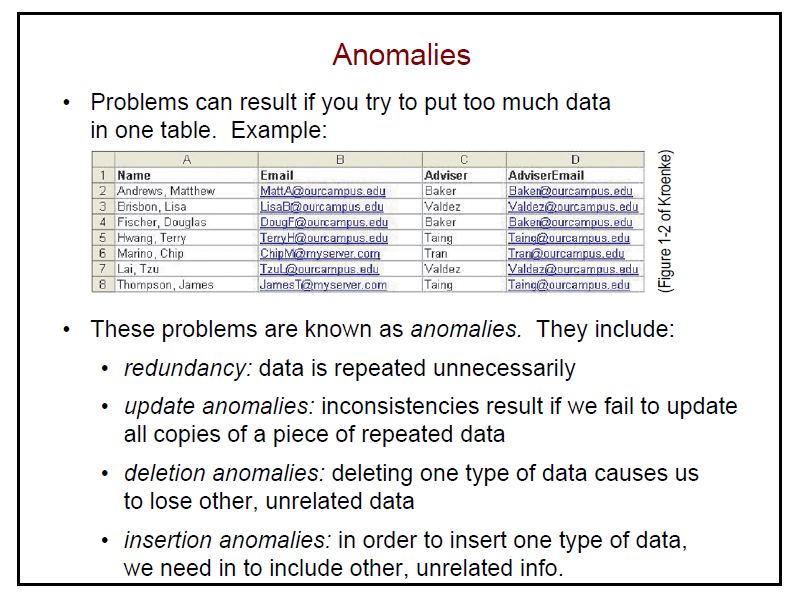 Anomalies
• Problems can result if you try to put too much data
in one table. Example:
A B C D
1 Name Email Adviser AdviserEmail
2 Andrews, Matthew MattA@ourcampus.edu Baker Baker@ourcampus.edu
3 Brisbon, Lisa LisaB@ourcampus.edu Valdez Valdez@ourcampus.edu
4 Fischer, Douglas DougF@ourcampus.edu Baker Baker@ourcampus.edu
5 Hwang, Terry TerryH@ourcampus.edu Taing Taing@ourcampus.edu
6 Marino, Chip ChipM@myserver.com Tran Tran@ourcampus.edu
7 Lai, Tzu TzuL@ourcampus.edu Valdez Valdez@ourcampus.edu
8 Thompson, James JamesT@myserver.com Taing Taing@ourcampus.edu
(Figure 1-2 of Kroenke)
• These problems are known as anomalies. They include:
• redundancy: data is repeated unnecessarily
• update anomalies: inconsistencies result if we fail to update
all copies of a piece of repeated data
• deletion anomalies: deleting one type of data causes us
to lose other, unrelated data
• insertion anomalies: in order to insert one type of data,
we need in to include other, unrelated info.